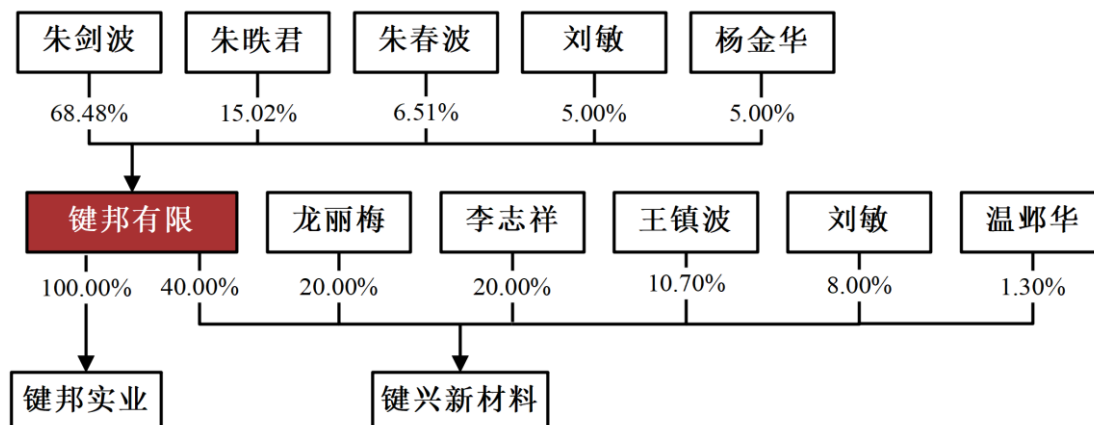 朱剑波 朱昳君 朱春波 刘敏 杨金华
68.48% 15.02% 6.51% 5.00% 5.00%
键邦有限 龙丽梅 李志祥 王镇波 刘敏 温邺华
100.00% 40.00% 20.00% 20.00% 10.70% 8.00% 1.30%
键邦实业 键兴新材料